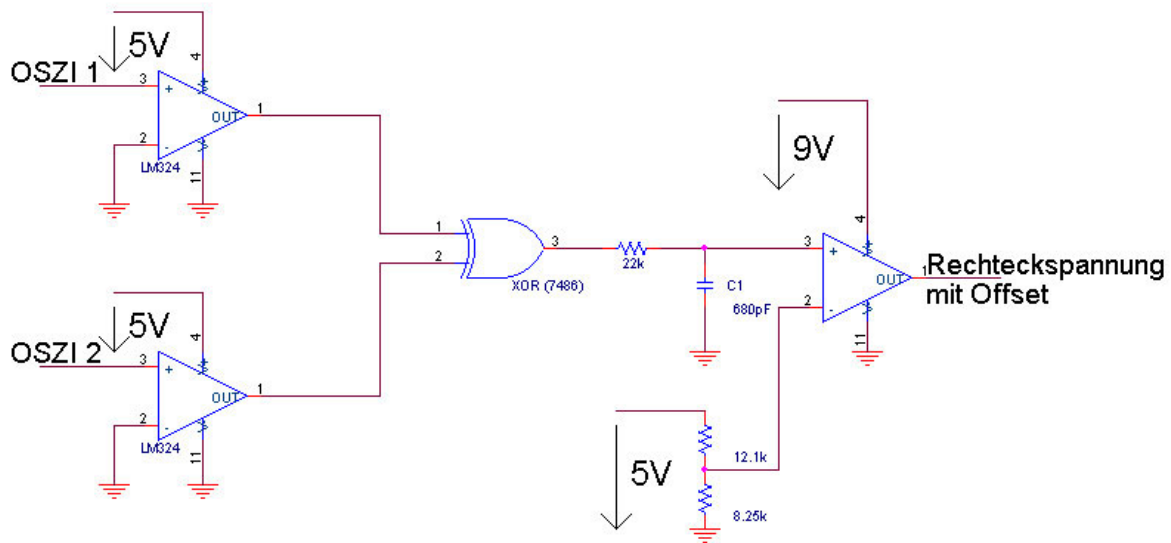 5V
OSZI 1
3
+
2
-
4
11
OUT
1
LM324
5V
OSZI 2
3
+
2
-
4
11
OUT
1
LM324
1
2
3
XOR (7486)
22k
C1
680pF
9V
3
+
2
-
4
11
OUT
1
Rechteckspannung
mit Offset
5V
12.1k
8.25k